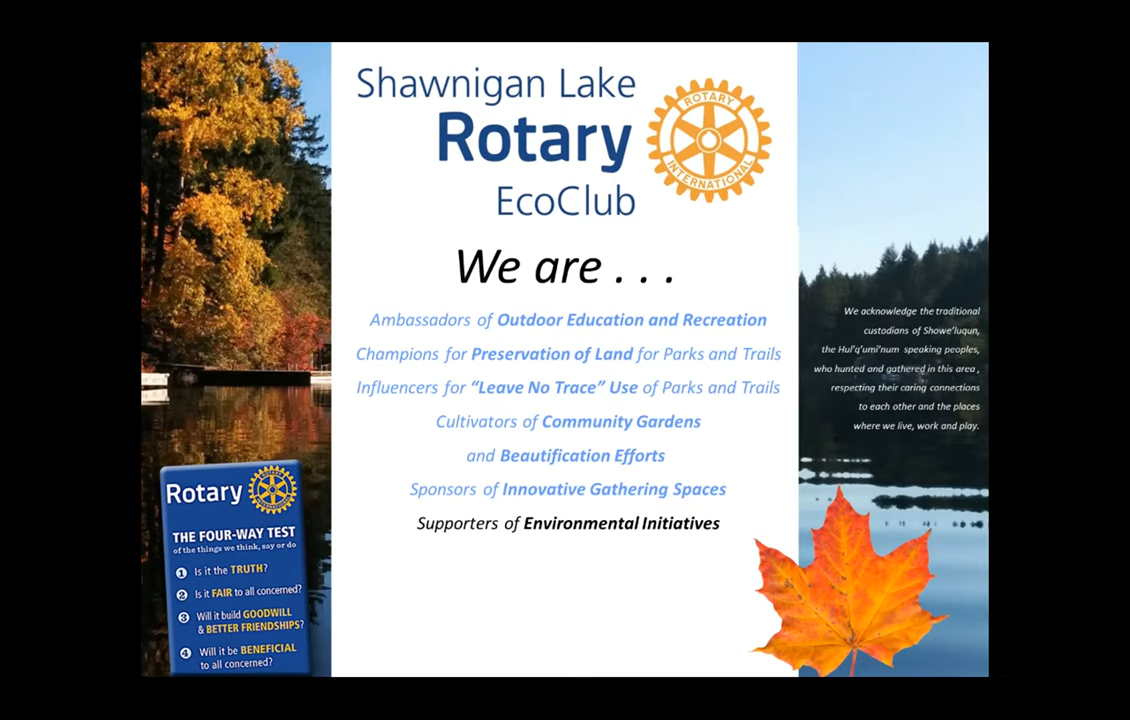 Shawnigan Lake
Rotary
EcoClub
ROTARY
INTERNATIONAL
We are . . .
Ambassadors of Outdoor Education and Recreation
Champions for Preservation of Land for Parks and Trails
Influencers for “Leave No Trace” Use of Parks and Trails
Cultivators of Community Gardens
and Beautification Efforts
Sponsors of Innovative Gathering Spaces
Supporters of Environmental Initiatives
We acknowledge the traditional
custodians of Showe’luqun,
the Hul’q’umi’num speaking peoples,
who hunted and gathered in this area ,
respecting their caring connections
to each other and the places
where we live, work and play.
Rotary
ROTARY
INTERNATIONAL
THE FOUR-WAY TEST
of the things we think, say or do
1 Is it the TRUTH?
2 Is it FAIR to all concerned?
3 Will it build GOODWILL
& BETTER FRIENDSHIPS?
4 Will it be BENEFICIAL
to all concerned?